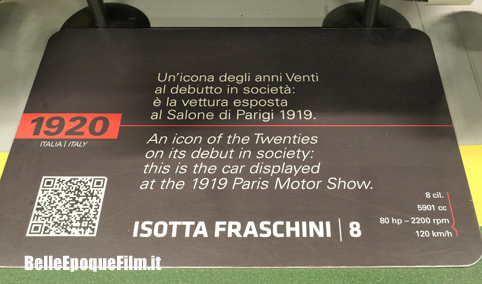 Un'icona degli anni Venti
al debutto in società:
è la vettura esposta
al Salone di Parigi 1919.
1920
ITALIA | ITALY
An icon of the Twenties
on its debut in society:
this is the car displayed
at the 1919 Paris Motor Show.
ISOTTA FRASCHINI | 8
8 cil.
5901 cc
80 hp – 2200 rpm
120 km/h
BelleEpoqueFilm.it